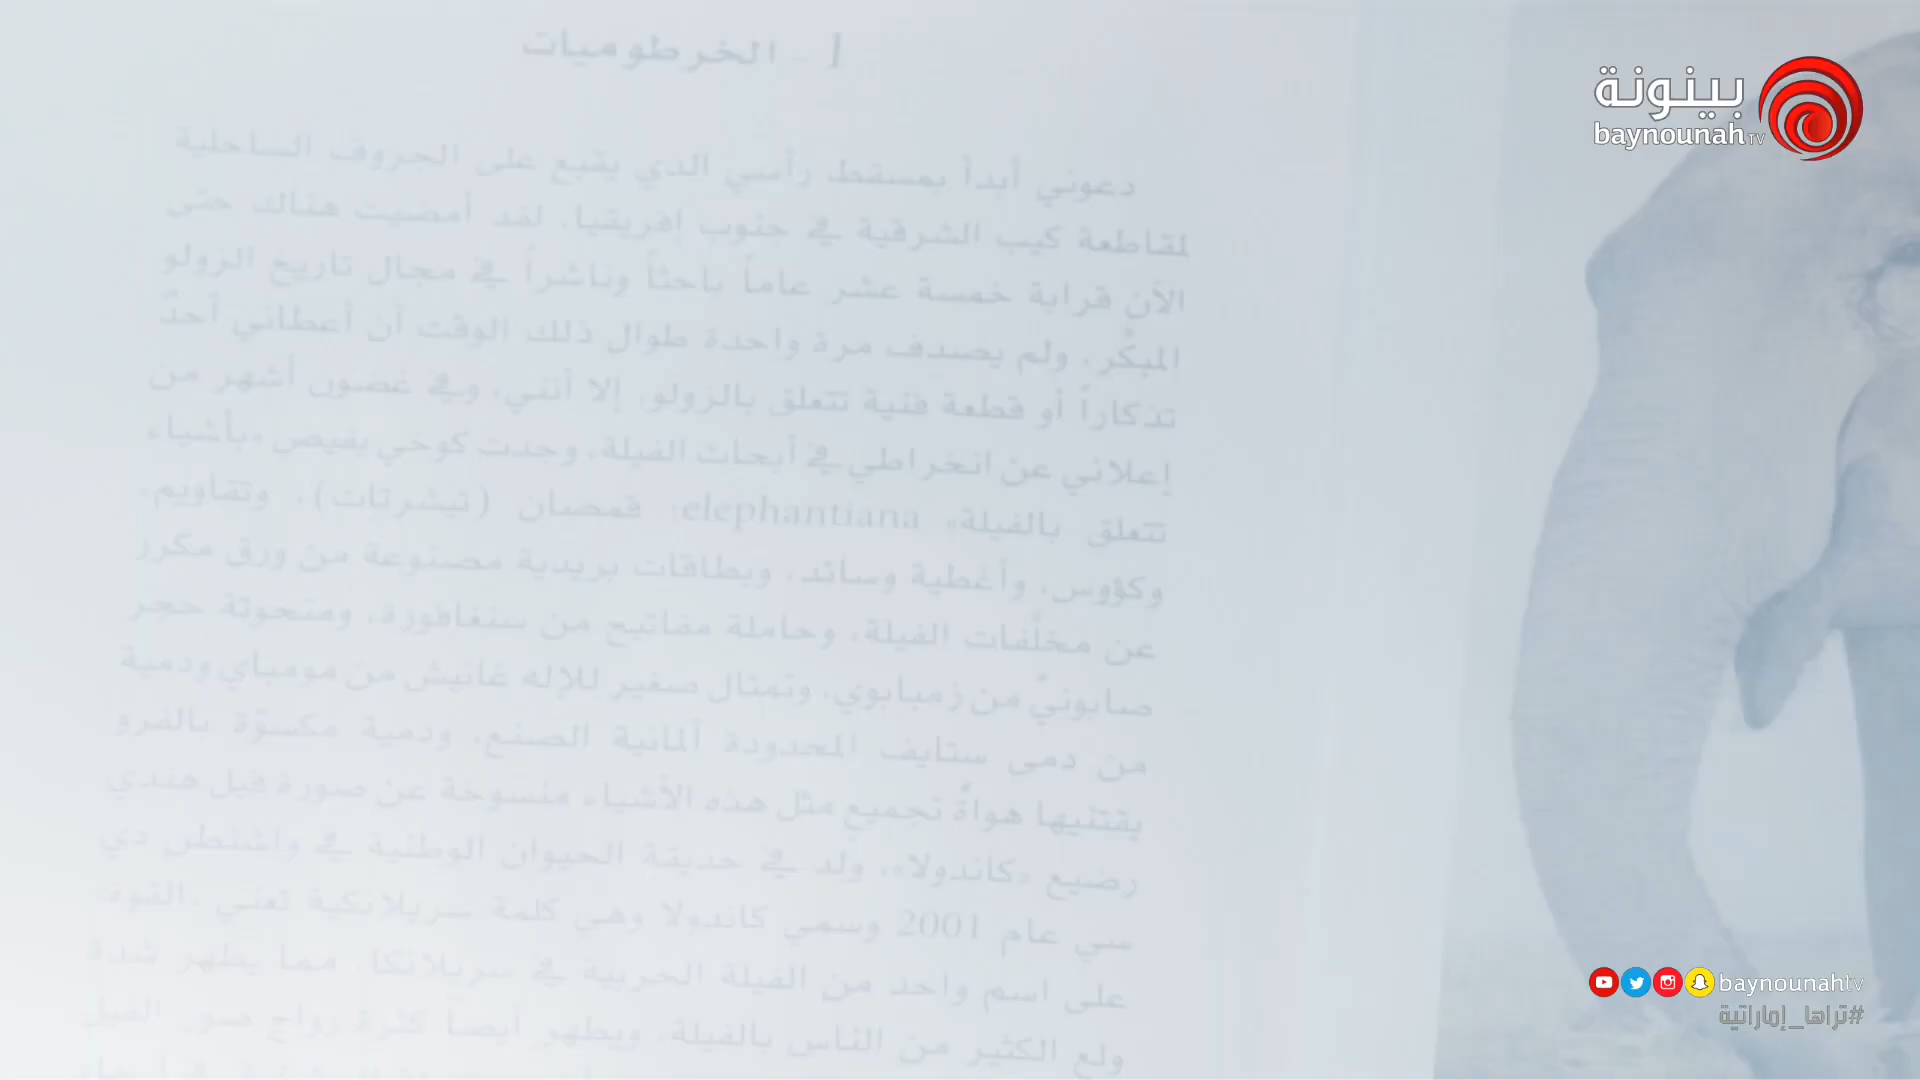 1 - الخرطوميات
دعوني أبدأ بمسقط رأسي الذي يقبع على الحروف الساحلية
لمقاطعة كيب الشرقية في جنوب إفريقيا. لقد أمضيت هنالك حتى
الآن قرابة خمسة عشر عاماً باحثاً وناشراً في مجال تاريخ الزولو
المبكّر. ولم يصدف مرة واحدة طوال ذلك الوقت أن أعطاني أحدٌ
تذكاراً أو قطعة فنية تتعلق بالزولو. إلا أنني، وفي غضون أشهر من
إعلاني عن انخراطي في أبحاث الفيلة، وجدت كوخي يفيض «بأشياء
تتعلق بالفيلة» elephantiana: قمصان (تيشرتات)، وتقاويم،
وكؤوس، وأغطية وسائد، وبطاقات بريدية مصنوعة من ورق مكرر
عن مخلّفات الفيلة، وحاملة مفاتيح من سنغافورة، ومنحوتة حجر
صابونيّ من زمبابوي، وتمثال صغير للإله غانيش من مومباي ودمية
من دمى ستايف المحدودة ألمانية الصنع، ودمية مكسوّة بالفرو
يقتنيها هواةُ تجميع مثل هذه الأشياء منسوخة عن صورة فيل هندي
رضيع «كاندولا»، ولد في حديقة الحيوان الوطنية في واشنطن دي
سي عام 2001 وسمي كاندولا وهي كلمة سريلانكية تعني «القوة»
على اسم واحد من الفيلة الحربية في سريلانكا. مما يظهر شدة
ولع الكثير من الناس بالفيلة. ويظهر أيضاً كثرة رواج صور الفيل
بينونة
baynounah TV
baynounahtv
#تراها_إماراتية